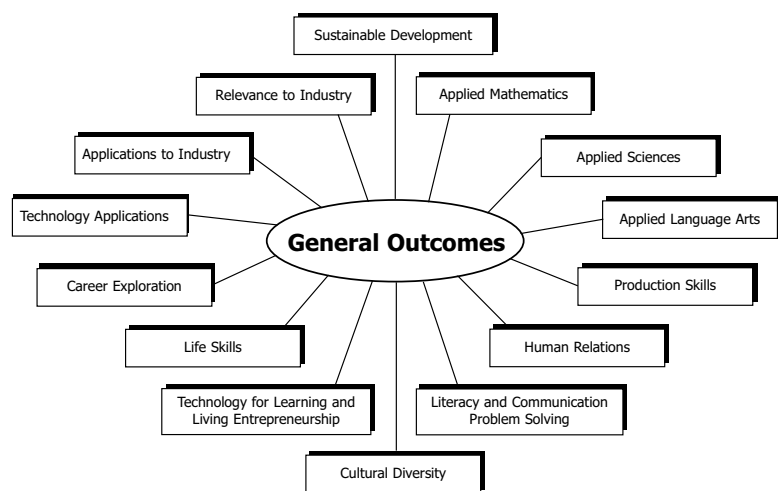 Sustainable Development
Relevance to Industry
Applied Mathematics
Applications to Industry
Applied Sciences
Technology Applications
Applied Language Arts
General Outcomes
Career Exploration
Production Skills
Life Skills
Human Relations
Technology for Learning and
Living Entrepreneurship
Literacy and Communication
Problem Solving
Cultural Diversity